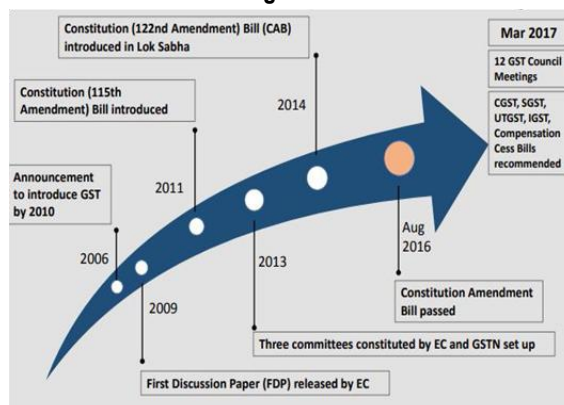 Constitution (122nd Amendment) Bill (CAB)
introduced in Lok Sabha
Mar 2017
12 GST Council
Meetings
CGST, SGST,
UTGST, IGST,
Compensation
Cess Bills
recommended
Constitution (115th
Amendment) Bill introduced
2014
Announcement
to introduce GST
by 2010
2011
2006
2009
2013
Aug
2016
Constitution Amendment
Bill passed
Three committees constituted by EC and GSTN set up
First Discussion Paper (FDP) released by EC